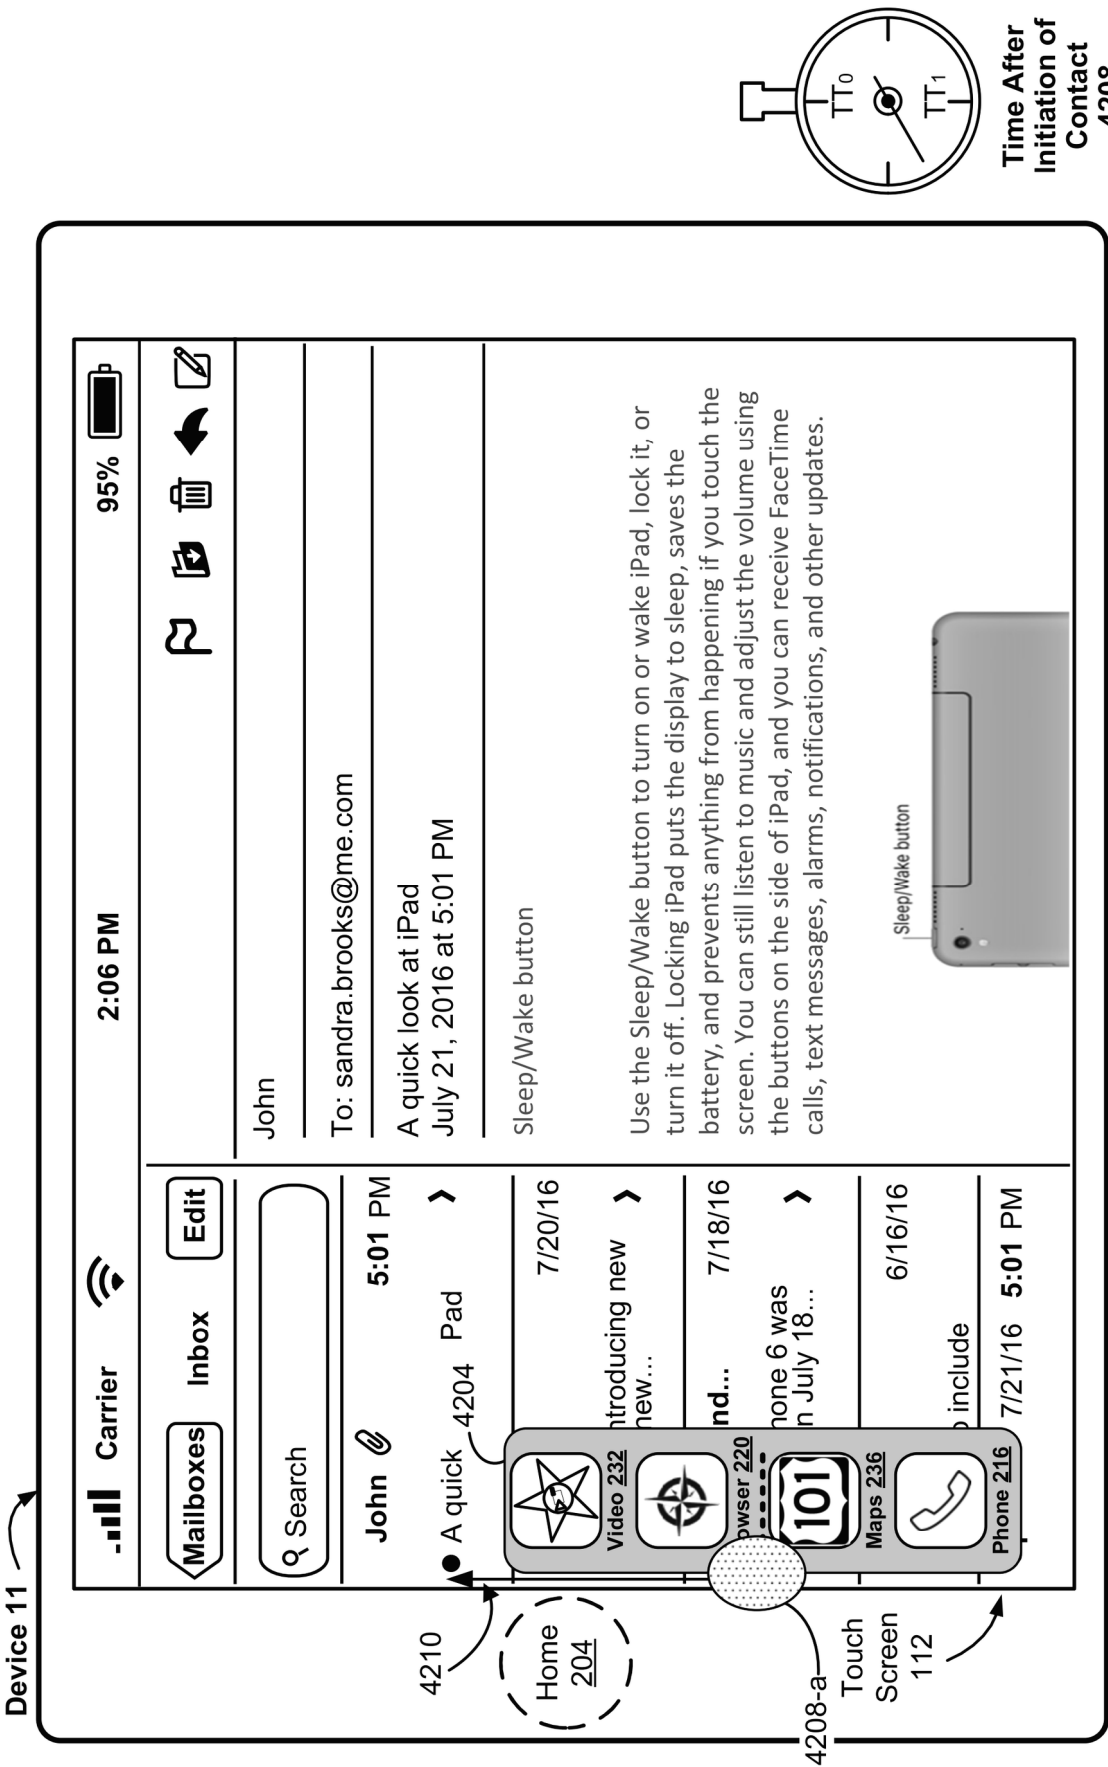 Device 11
Carrier
2:06 PM
95%
Mailboxes
Inbox
Edit
Search
John
5:01 PM
A quick
Pad
4204
7/20/16
ntroducing new
new...
nd...
7/18/16
hone 6 was
n July 18...
6/16/16
o include
7/21/16 5:01 PM
Video 232
owser 220
101
Maps 236
Phone 216
John
To: sandra.brooks@me.com
A quick look at iPad
July 21, 2016 at 5:01 PM
Sleep/Wake button
Use the Sleep/Wake button to turn on or wake iPad, lock it, or
turn it off. Locking iPad puts the display to sleep, saves the
battery, and prevents anything from happening if you touch the
screen. You can still listen to music and adjust the volume using
the buttons on the side of iPad, and you can receive FaceTime
calls, text messages, alarms, notifications, and other updates.
Sleep/Wake button
4210
Home
204
4208-a
Touch
Screen
112
TT0
TT1
Time After
Initiation of
Contact
4208